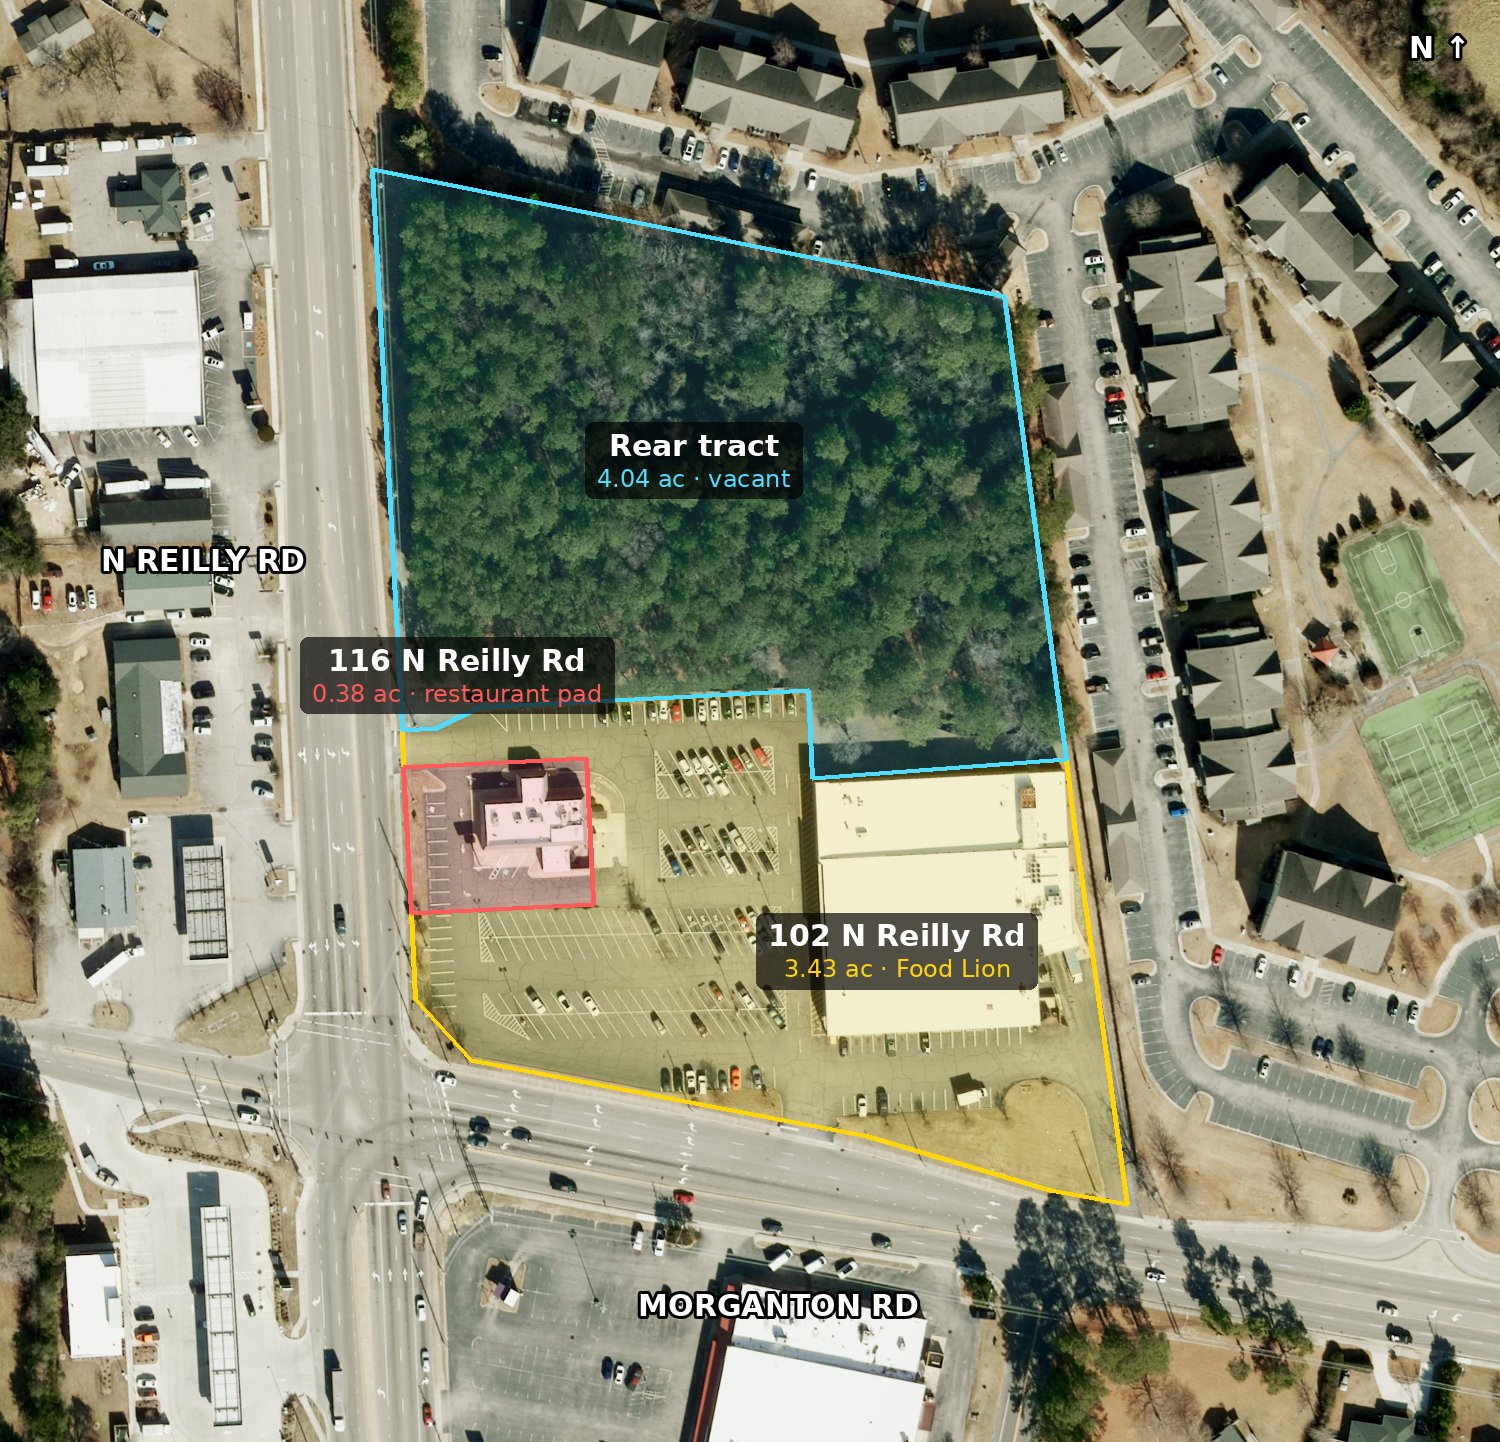 N ↑
Rear tract
4.04 ac · vacant
N REILLY RD
116 N Reilly Rd
0.38 ac · restaurant pad
102 N Reilly Rd
3.43 ac · Food Lion
MORGANTON RD